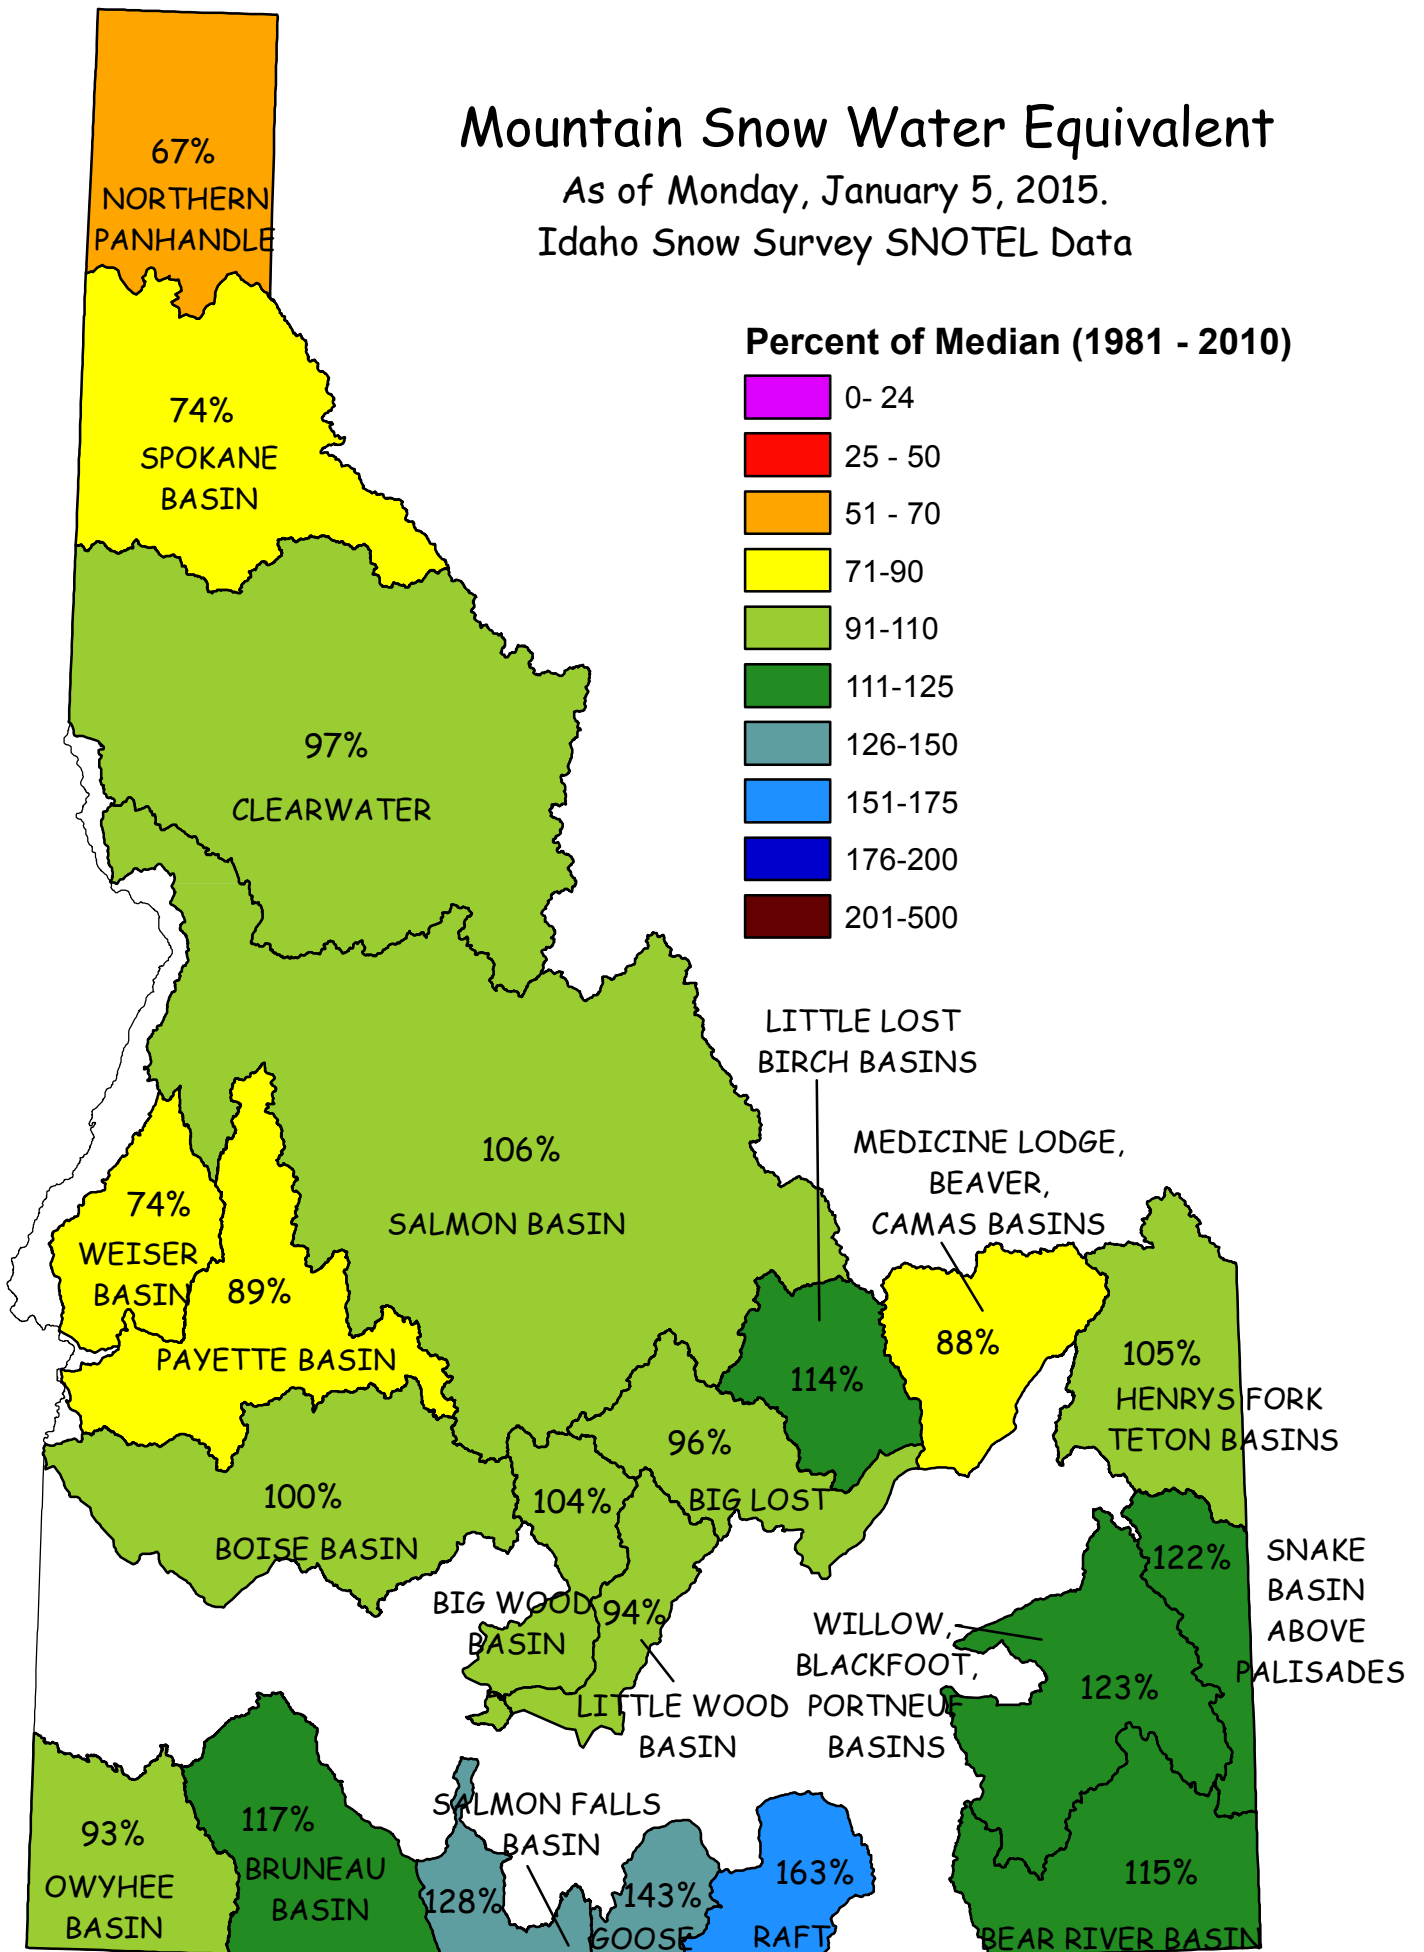 Mountain Snow Water Equivalent
As of Monday, January 5, 2015.
Idaho Snow Survey SNOTEL Data
Percent of Median (1981 - 2010)
0- 24
25 - 50
51 - 70
71-90
91-110
111-125
126-150
151-175
176-200
201-500
67%
NORTHERN
PANHANDLE
74%
SPOKANE
BASIN
97%
CLEARWATER
LITTLE LOST
BIRCH BASINS
106%
SALMON BASIN
MEDICINE LODGE,
BEAVER,
CAMAS BASINS
74%
WEISER
BASIN
89%
PAYETTE BASIN
114%
88%
105%
HENRYS FORK
TETON BASINS
96%
BIG LOST
100%
BOISE BASIN
104%
BIG WOOD
BASIN
94%
LITTLE WOOD
BASIN
122%
SNAKE
BASIN
ABOVE
PALISADES
WILLOW,
BLACKFOOT,
PORTNEUF
BASINS
123%
93%
OWYHEE
BASIN
117%
BRUNEAU
BASIN
SALMON FALLS
BASIN
128%
143%
GOOSE
163%
RAFT
115%
BEAR RIVER BASIN